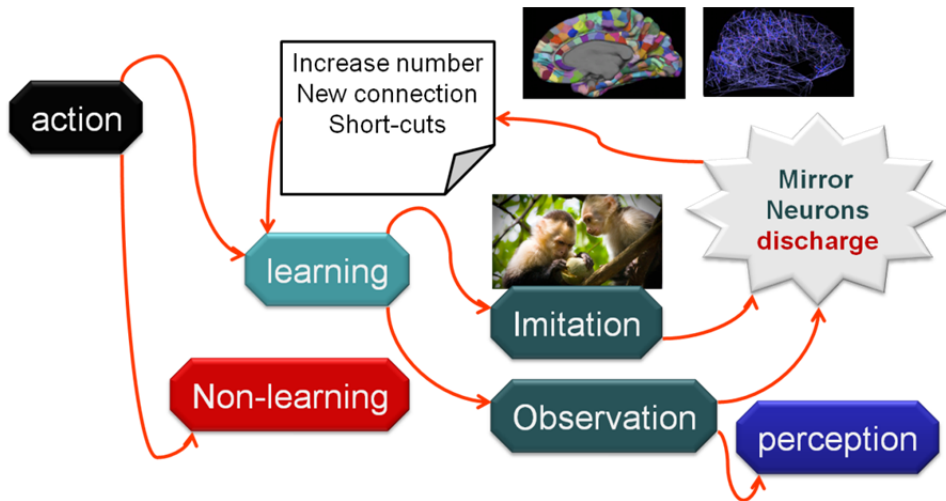 action
Increase number
New connection
Short-cuts
Mirror
Neurons
discharge
learning
Imitation
Non-learning
Observation
perception